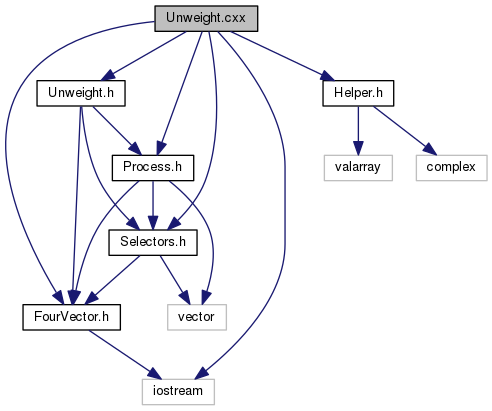 Unweight.cxx
Unweight.h
Helper.h
Process.h
valarray
complex
Selectors.h
FourVector.h
vector
iostream